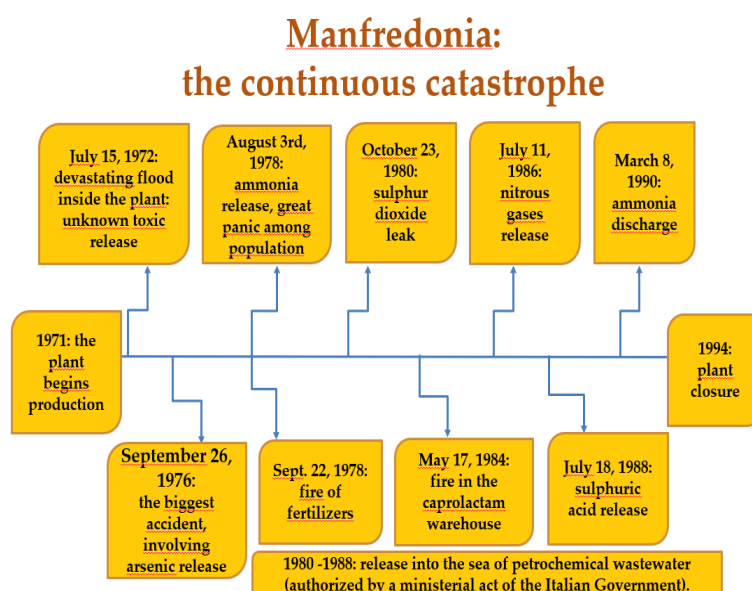 Manfredonia:
the continuous catastrophe
July 15, 1972:
devastating flood
inside the plant:
unknown toxic
release
August 3rd,
1978:
ammonia
release, great
panic among
population
October 23,
1980:
sulphur
dioxide
leak
July 11,
1986:
nitrous
gases
release
March 8,
1990:
ammonia
discharge
1971: the
plant
begins
production
1994:
plant
closure
September 26,
1976:
the biggest
accident,
involving
arsenic release
Sept. 22, 1978:
fire of
fertilizers
May 17, 1984:
fire in the
caprolactam
warehouse
July 18, 1988:
sulphuric
acid release
1980 -1988: release into the sea of petrochemical wastewater
(authorized by a ministerial act of the Italian Government).